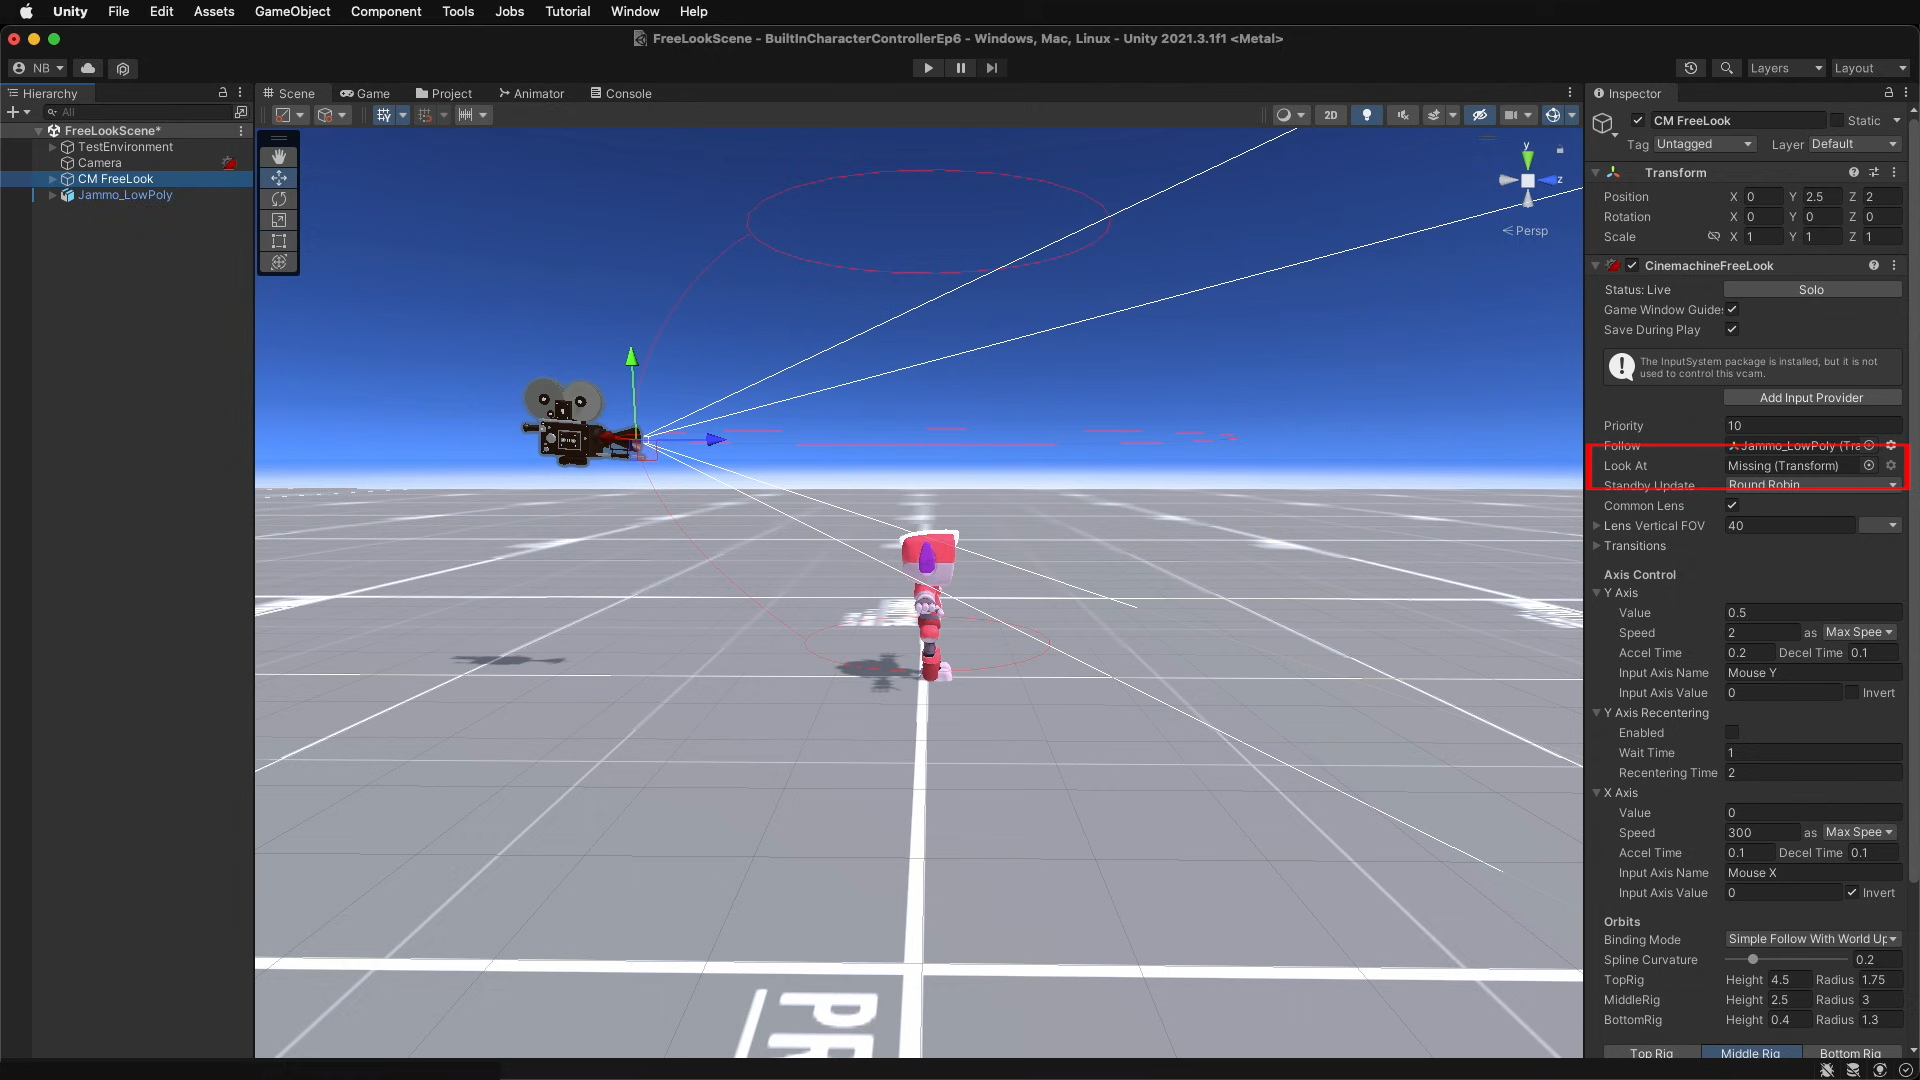 Unity File Edit Assets GameObject Component Tools Jobs Tutorial Window Help
FreeLookScene - BuiltInCharacterControllerEp6 - Windows, Mac, Linux - Unity 2021.3.1f1 <Metal>
NB
Layers Layout
Hierarchy
All
FreeLookScene*
TestEnvironment
Camera
CM FreeLook
Jammo_LowPoly
Scene Game Project Animator Console
2D
y
z
Persp
PR
Inspector
CM FreeLook Static
Tag Untagged Layer Default
Transform
Position X 0 Y 2.5 Z 2
Rotation X 0 Y 0 Z 0
Scale X 1 Y 1 Z 1
CinemachineFreeLook
Status: Live Solo
Game Window Guides
Save During Play
The InputSystem package is installed, but it is not
used to control this vcam.
Add Input Provider
Priority 10
Follow Jammo_LowPoly (Tra
Look At Missing (Transform)
Standby Update Round Robin
Common Lens
Lens Vertical FOV 40
Transitions
Axis Control
Y Axis
Value 0.5
Speed 2 as Max Spee
Accel Time 0.2 Decel Time 0.1
Input Axis Name Mouse Y
Input Axis Value 0 Invert
Y Axis Recentering
Enabled
Wait Time 1
Recentering Time 2
X Axis
Value 0
Speed 300 as Max Spee
Accel Time 0.1 Decel Time 0.1
Input Axis Name Mouse X
Input Axis Value 0 Invert
Orbits
Binding Mode Simple Follow With World Up
Spline Curvature 0.2
TopRig Height 4.5 Radius 1.75
MiddleRig Height 2.5 Radius 3
BottomRig Height 0.4 Radius 1.3
Top Rig Middle Rig Bottom Rig